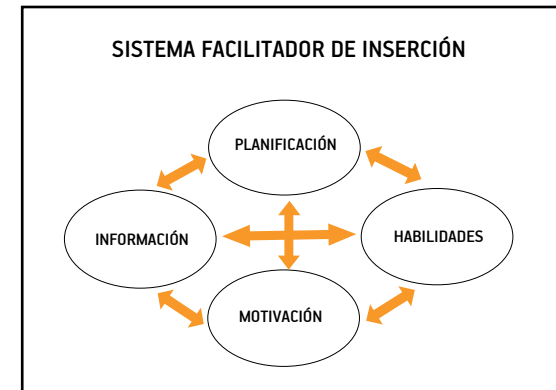 SISTEMA FACILITADOR DE INSERCIÓN
PLANIFICACIÓN
INFORMACIÓN
HABILIDADES
MOTIVACIÓN